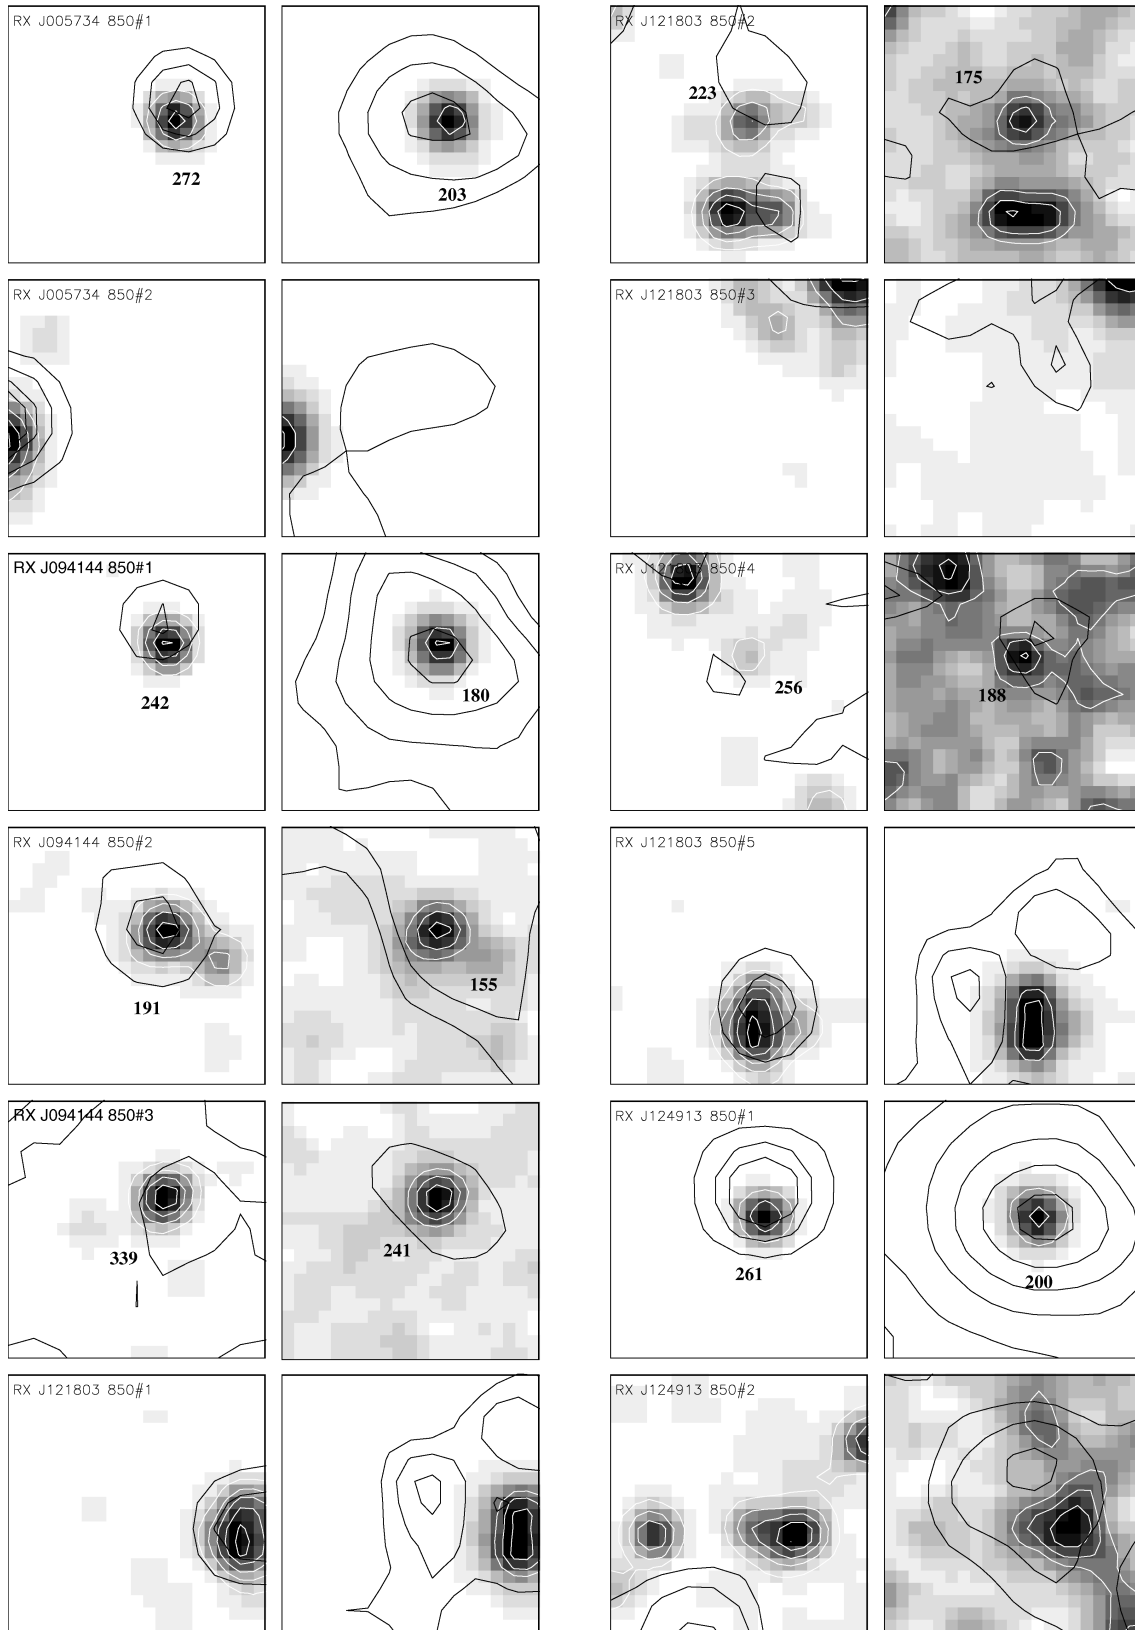 RX J005734 850#1
272
203
RX J121803 850#2
223
175
RX J005734 850#2
RX J121803 850#3
RX J094144 850#1
242
180
RX J121803 850#4
256
188
RX J094144 850#2
191
155
RX J121803 850#5
RX J094144 850#3
339
241
RX J124913 850#1
261
200
RX J121803 850#1
RX J124913 850#2